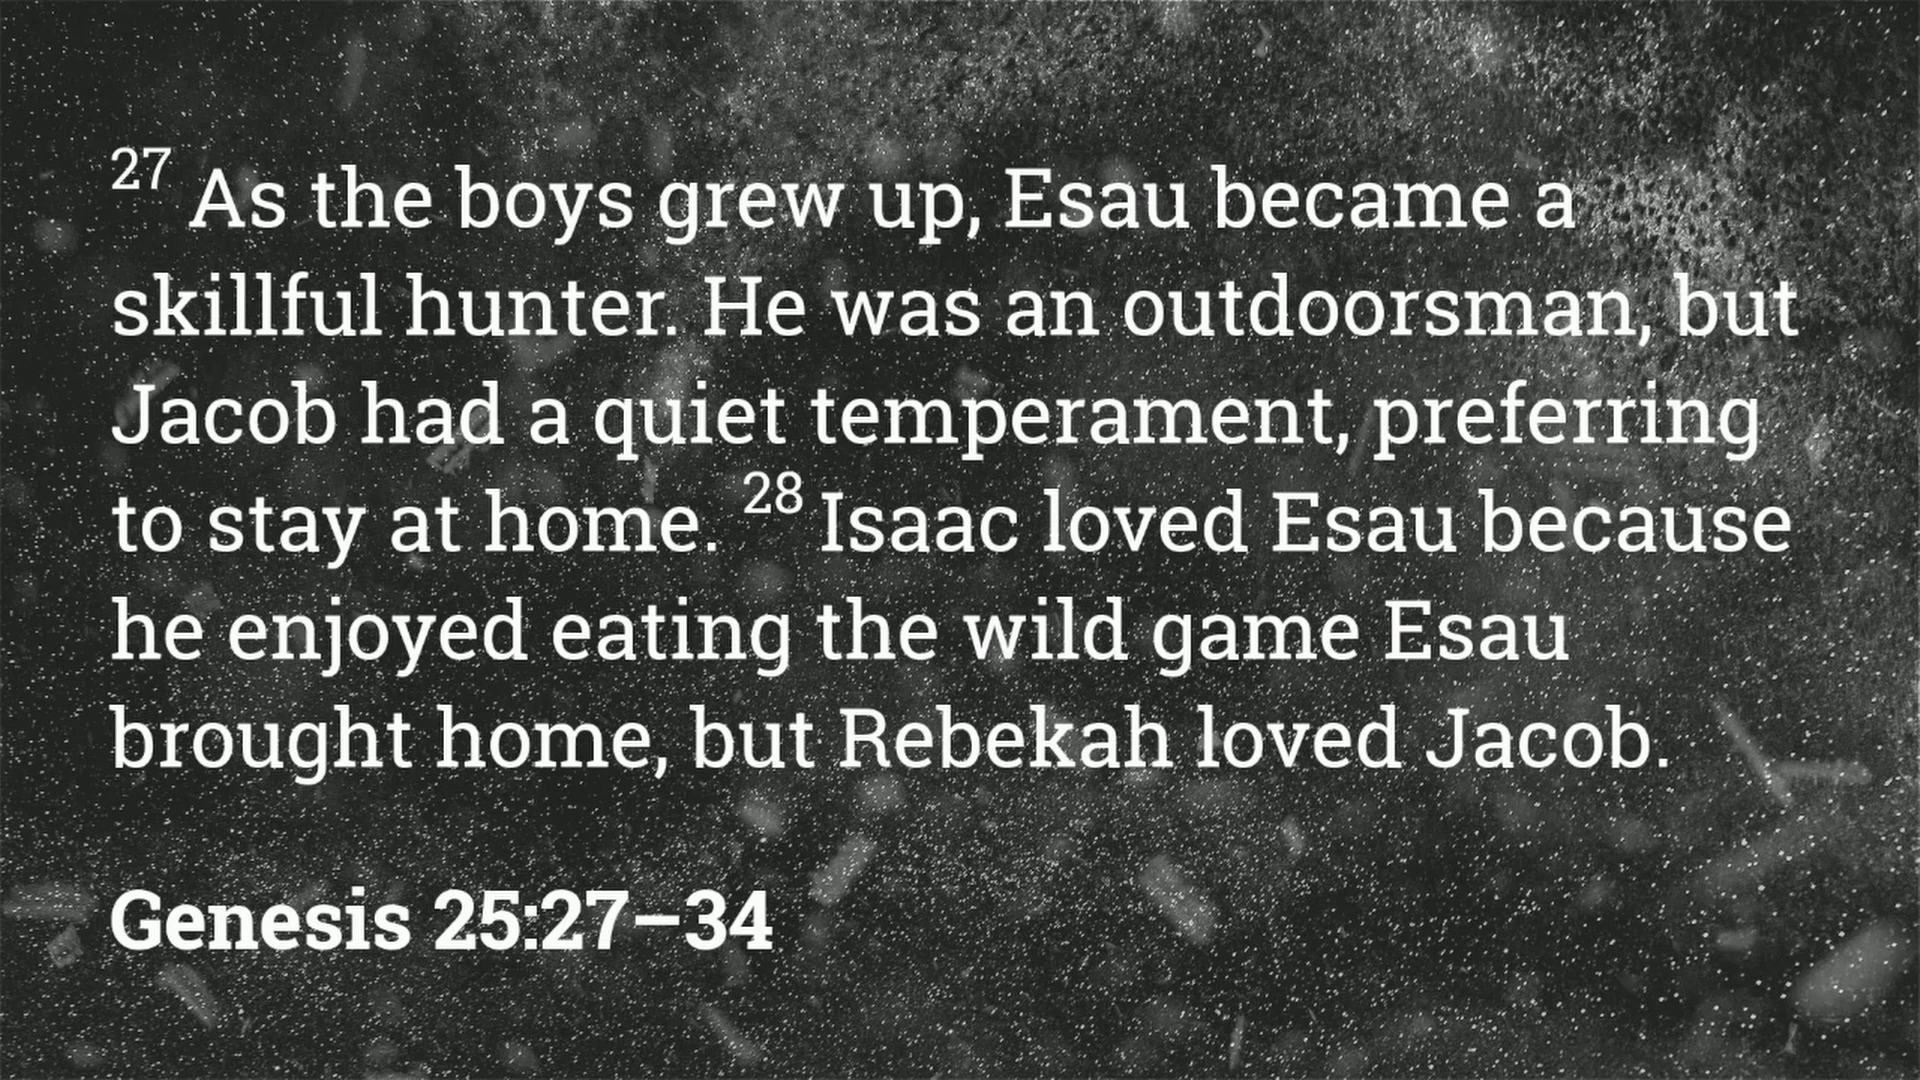 27 As the boys grew up, Esau became a
skillful hunter. He was an outdoorsman, but
Jacob had a quiet temperament, preferring
to stay at home. 28 Isaac loved Esau because
he enjoyed eating the wild game Esau
brought home, but Rebekah loved Jacob.
Genesis 25:27–34